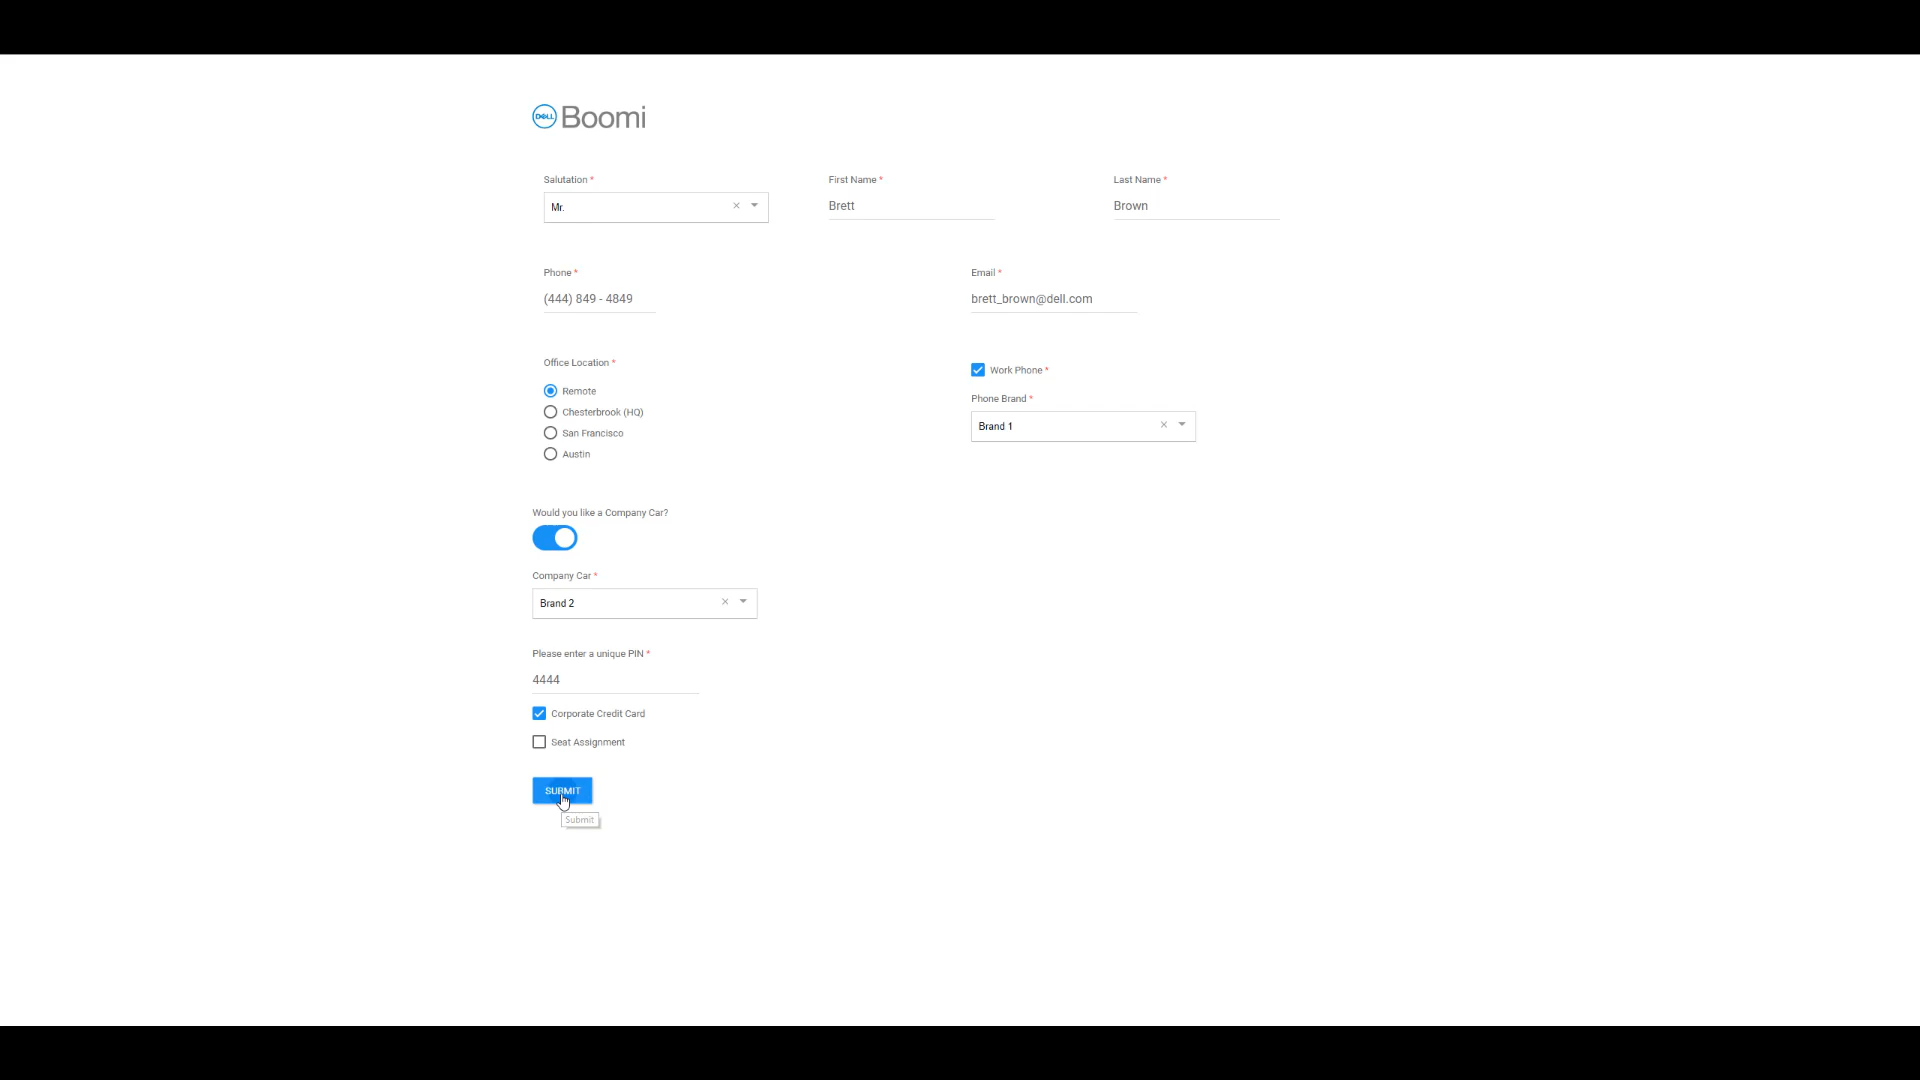 DELL Boomi
Salutation * First Name * Last Name *
Mr. Brett Brown
Phone * Email *
(444) 849 - 4849 brett_brown@dell.com
Office Location *
Remote
Chesterbrook (HQ)
San Francisco
Austin
Work Phone *
Phone Brand *
Brand 1
Would you like a Company Car?
Company Car *
Brand 2
Please enter a unique PIN *
4444
Corporate Credit Card
Seat Assignment
SUBMIT
Submit